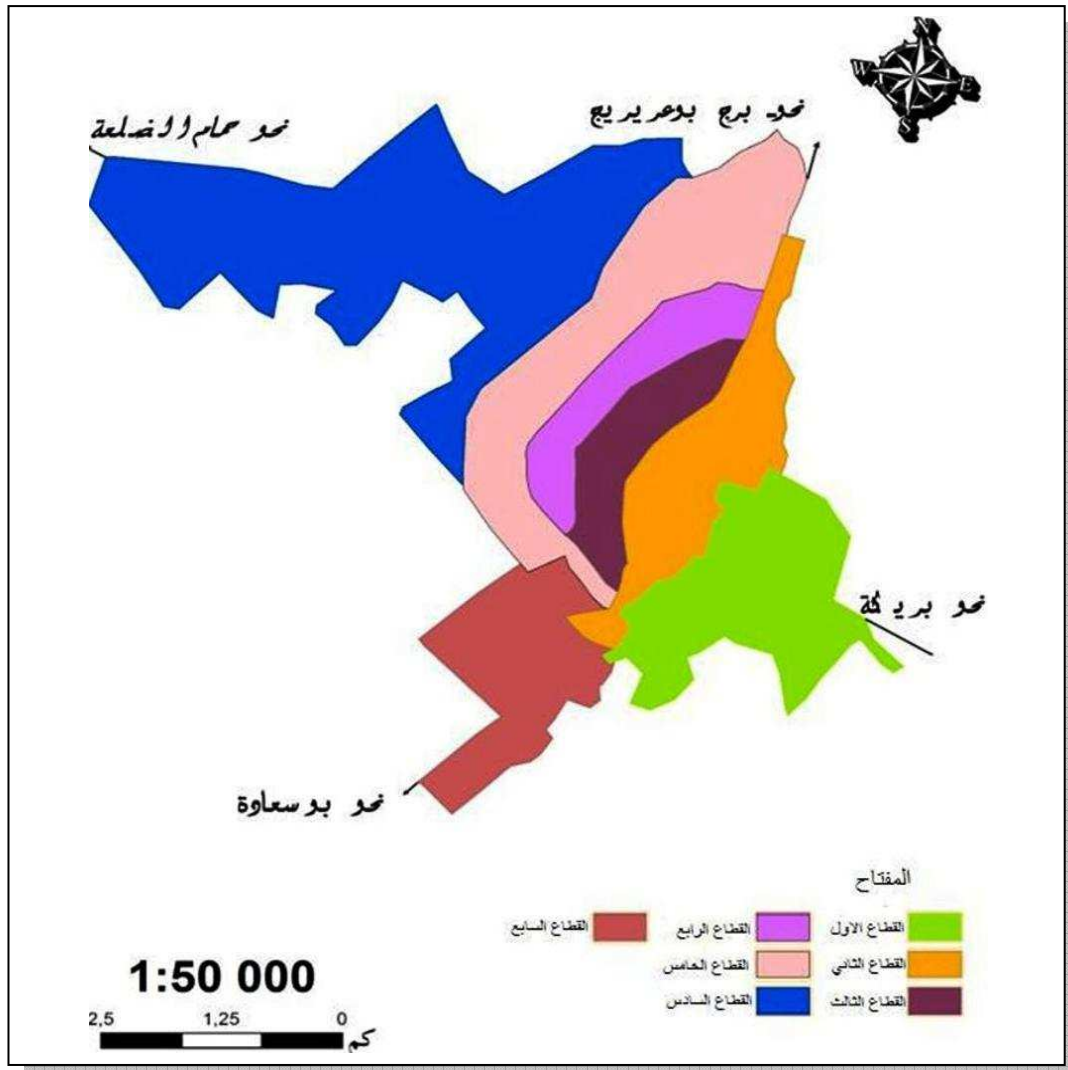 N
W
E
S
نحو برج بوعريريج
نحو حمام الضلعة
نحو بريكة
نحو بوسعادة
المفتاح
القطاع الاول
القطاع الرابع
القطاع السابع
القطاع الثاني
القطاع الخامس
القطاع الثالث
القطاع السادس
1:50 000
2,5 1,25 0
كم